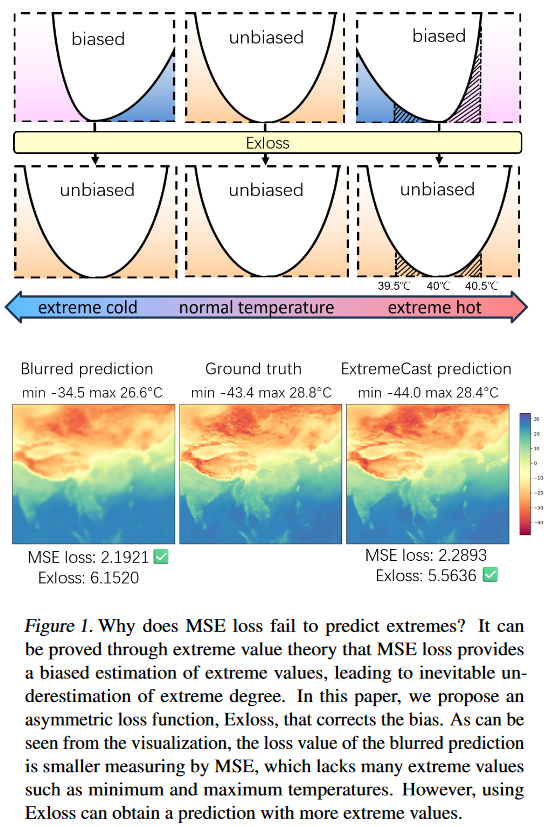 biased
unbiased
biased
Exloss
unbiased
unbiased
unbiased
39.5℃ 40℃ 40.5℃
extreme cold normal temperature extreme hot
Blurred prediction Ground truth ExtremeCast prediction
min -34.5 max 26.6°C min -43.4 max 28.8°C min -44.0 max 28.4°C
30
20
10
0
−10
−20
−30
−40
MSE loss: 2.1921 ✅ MSE loss: 2.2893
Exloss: 6.1520 Exloss: 5.5636 ✅
Figure 1. Why does MSE loss fail to predict extremes? It can
be proved through extreme value theory that MSE loss provides
a biased estimation of extreme values, leading to inevitable un-
derestimation of extreme degree. In this paper, we propose an
asymmetric loss function, Exloss, that corrects the bias. As can be
seen from the visualization, the loss value of the blurred prediction
is smaller measuring by MSE, which lacks many extreme values
such as minimum and maximum temperatures. However, using
Exloss can obtain a prediction with more extreme values.